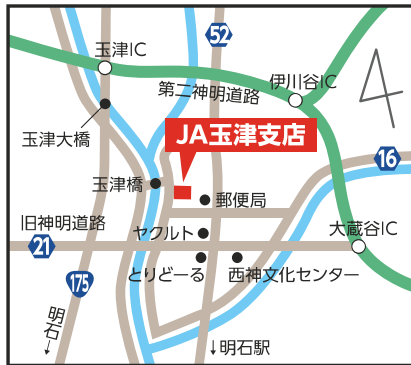 玉津IC
52
第二神明道路
伊川谷IC
4
玉津大橋
JA玉津支店
16
玉津橋
郵便局
旧神明道路
ヤクルト
大蔵谷IC
21
とりどーる
西神文化センター
175
明石
↓
↓明石駅